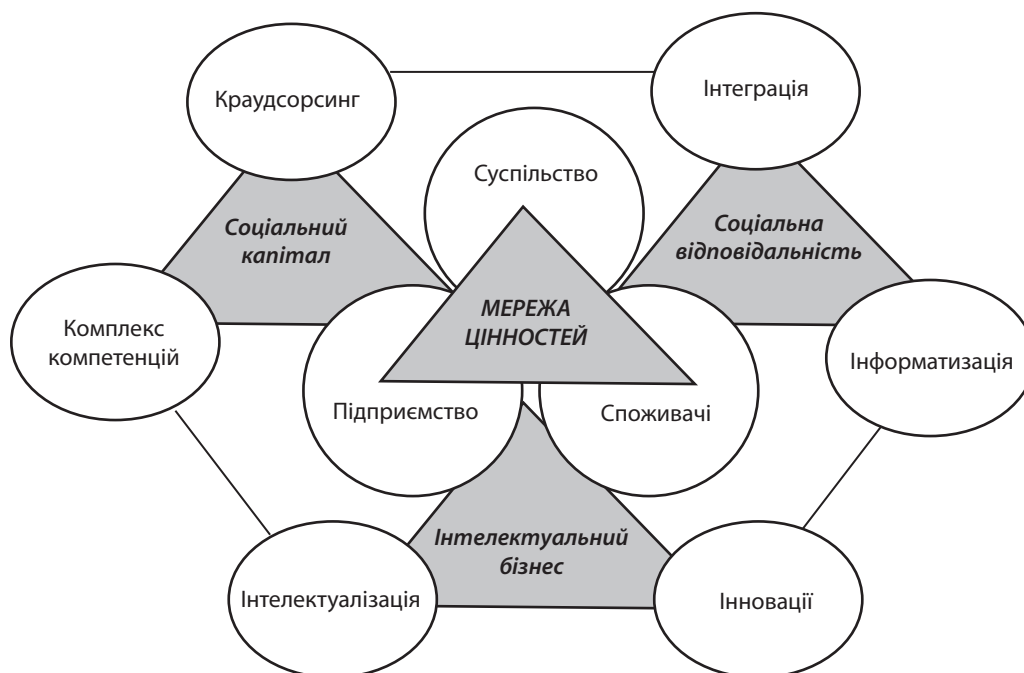 Краудсорсинг
Інтеграція
Суспільство
Соціальний
капітал
Соціальна
відповідальність
МЕРЕЖА
ЦІННОСТЕЙ
Комплекс
компетенцій
Інформатизація
Підприємство
Споживачі
Інтелектуальний
бізнес
Інтелектуалізація
Інновації